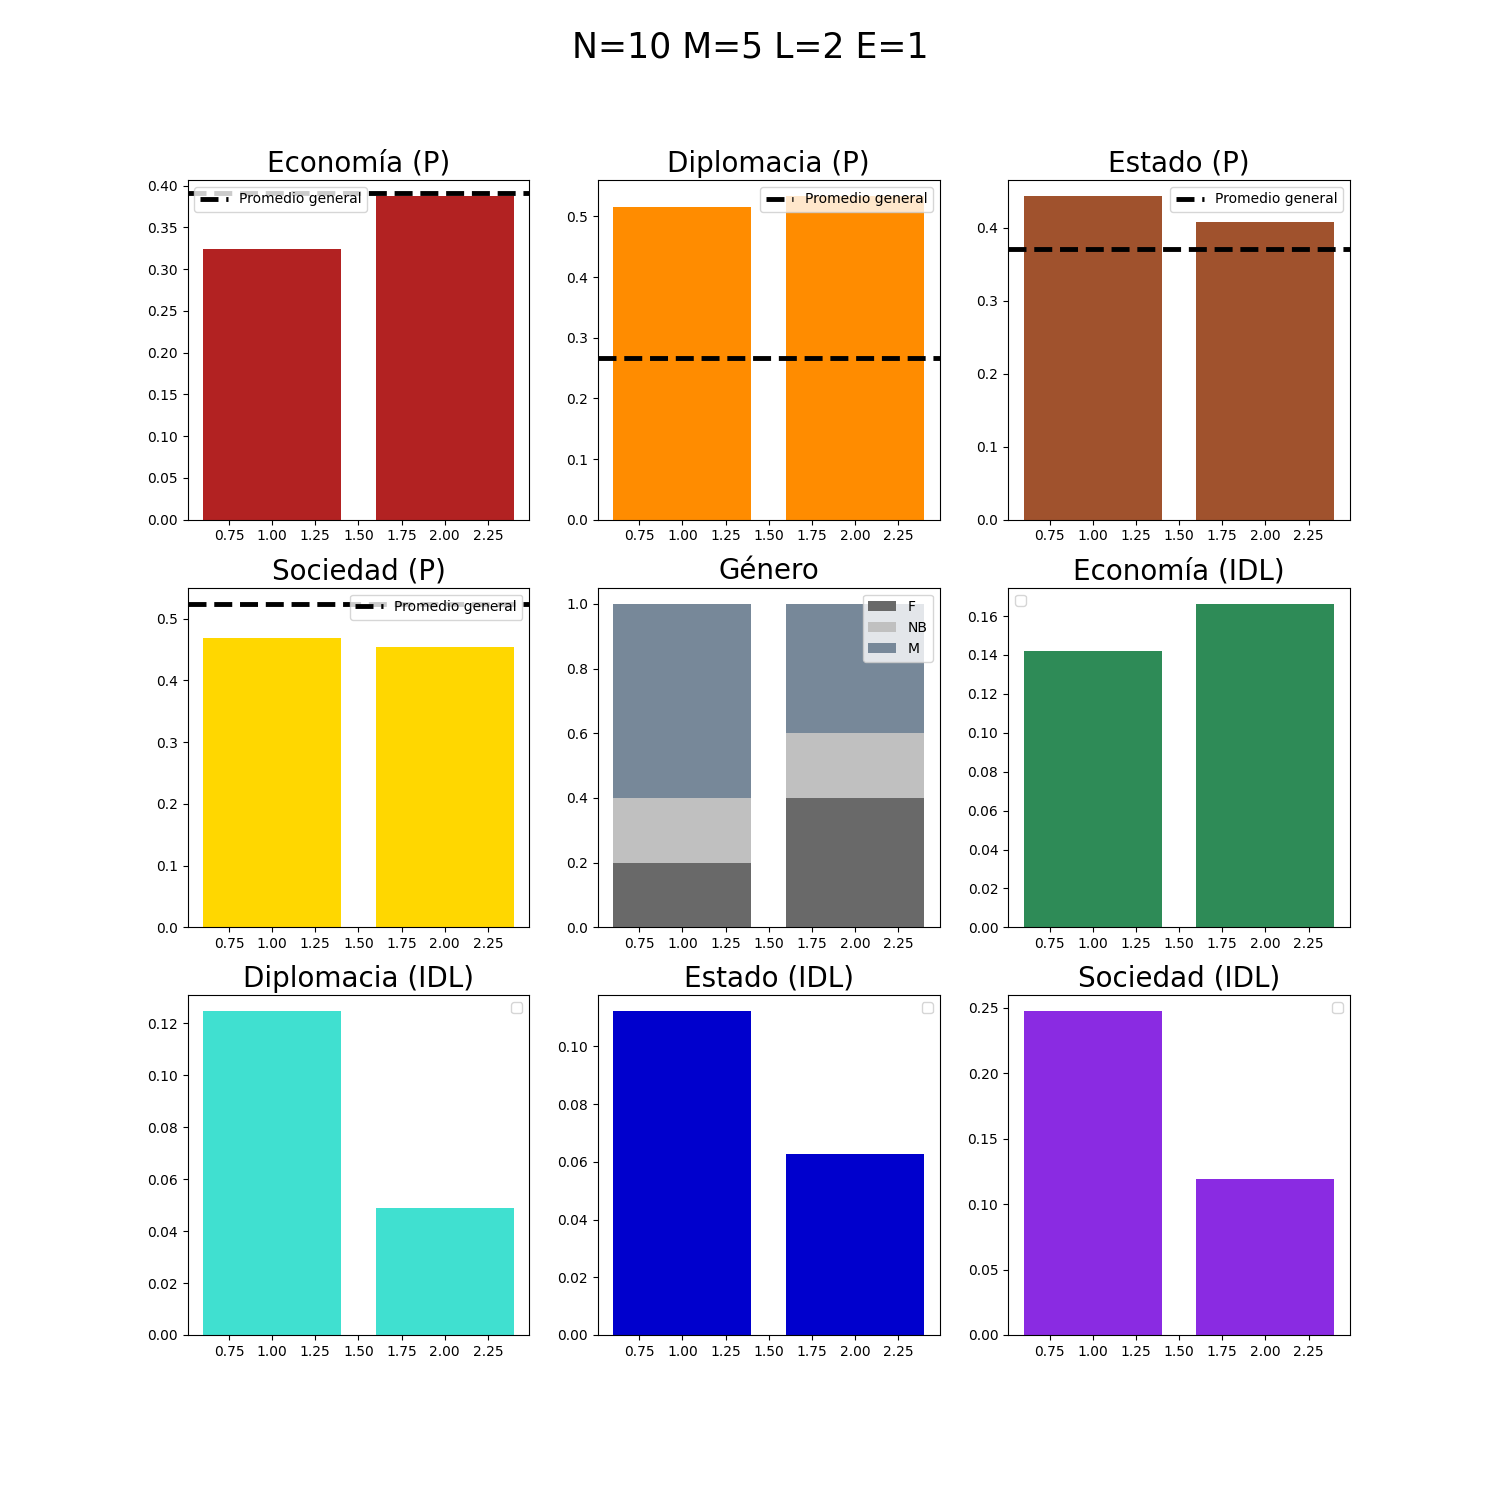 N=10 M=5 L=2 E=1
Economía (P)
0.40
0.35
0.30
0.25
0.20
0.15
0.10
0.05
0.00
Promedio general
0.75 1.00 1.25 1.50 1.75 2.00 2.25
Diplomacia (P)
0.5
0.4
0.3
0.2
0.1
0.0
Promedio general
0.75 1.00 1.25 1.50 1.75 2.00 2.25
Estado (P)
0.4
0.3
0.2
0.1
0.0
Promedio general
0.75 1.00 1.25 1.50 1.75 2.00 2.25
Sociedad (P)
0.5
0.4
0.3
0.2
0.1
0.0
Promedio general
0.75 1.00 1.25 1.50 1.75 2.00 2.25
Género
1.0
0.8
0.6
0.4
0.2
0.0
F
NB
M
0.75 1.00 1.25 1.50 1.75 2.00 2.25
Economía (IDL)
0.16
0.14
0.12
0.10
0.08
0.06
0.04
0.02
0.00
0.75 1.00 1.25 1.50 1.75 2.00 2.25
Diplomacia (IDL)
0.12
0.10
0.08
0.06
0.04
0.02
0.00
0.75 1.00 1.25 1.50 1.75 2.00 2.25
Estado (IDL)
0.10
0.08
0.06
0.04
0.02
0.00
0.75 1.00 1.25 1.50 1.75 2.00 2.25
Sociedad (IDL)
0.25
0.20
0.15
0.10
0.05
0.00
0.75 1.00 1.25 1.50 1.75 2.00 2.25